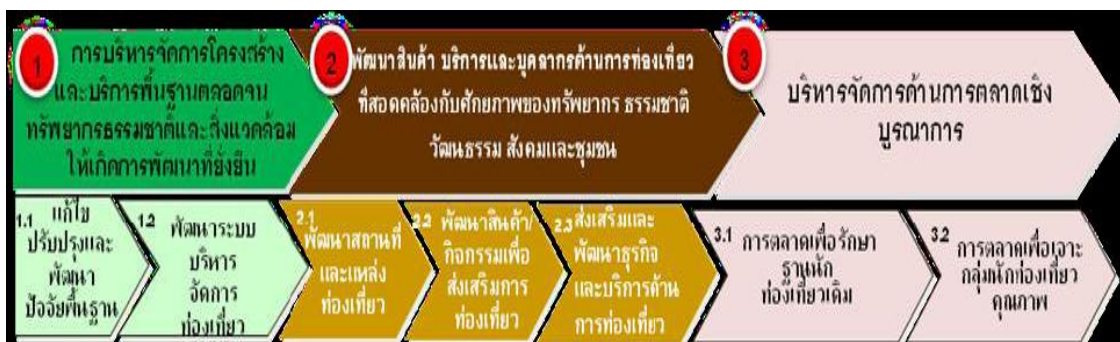 1
การบริหารจัดการโครงสร้าง
และบริการพื้นฐานตลอดจน
ทรัพยากรธรรมชาติและสิ่งแวดล้อม
ให้เกิดการพัฒนาที่ยั่งยืน
2
พัฒนาสินค้า บริการและบุคลากรด้านการท่องเที่ยว
ที่สอดคล้องกับศักยภาพของทรัพยากร ธรรมชาติ
วัฒนธรรม สังคมและชุมชน
3
บริหารจัดการด้านการตลาดเชิง
บูรณาการ
1.1 แก้ไข
ปรับปรุงและ
พัฒนา
ปัจจัยพื้นฐาน
1.2 พัฒนาระบบ
บริหาร
จัดการ
ท่องเที่ยว
2.1
พัฒนาสถานที่
และแหล่ง
ท่องเที่ยว
2.2 พัฒนาสินค้า/
กิจกรรมเพื่อ
ส่งเสริมการ
ท่องเที่ยว
2.3 ส่งเสริมและ
พัฒนาธุรกิจ
และบริการด้าน
การท่องเที่ยว
3.1 การตลาดเพื่อรักษา
ฐานนัก
ท่องเที่ยวเดิม
3.2 การตลาดเพื่อเจาะ
กลุ่มนักท่องเที่ยว
คุณภาพ